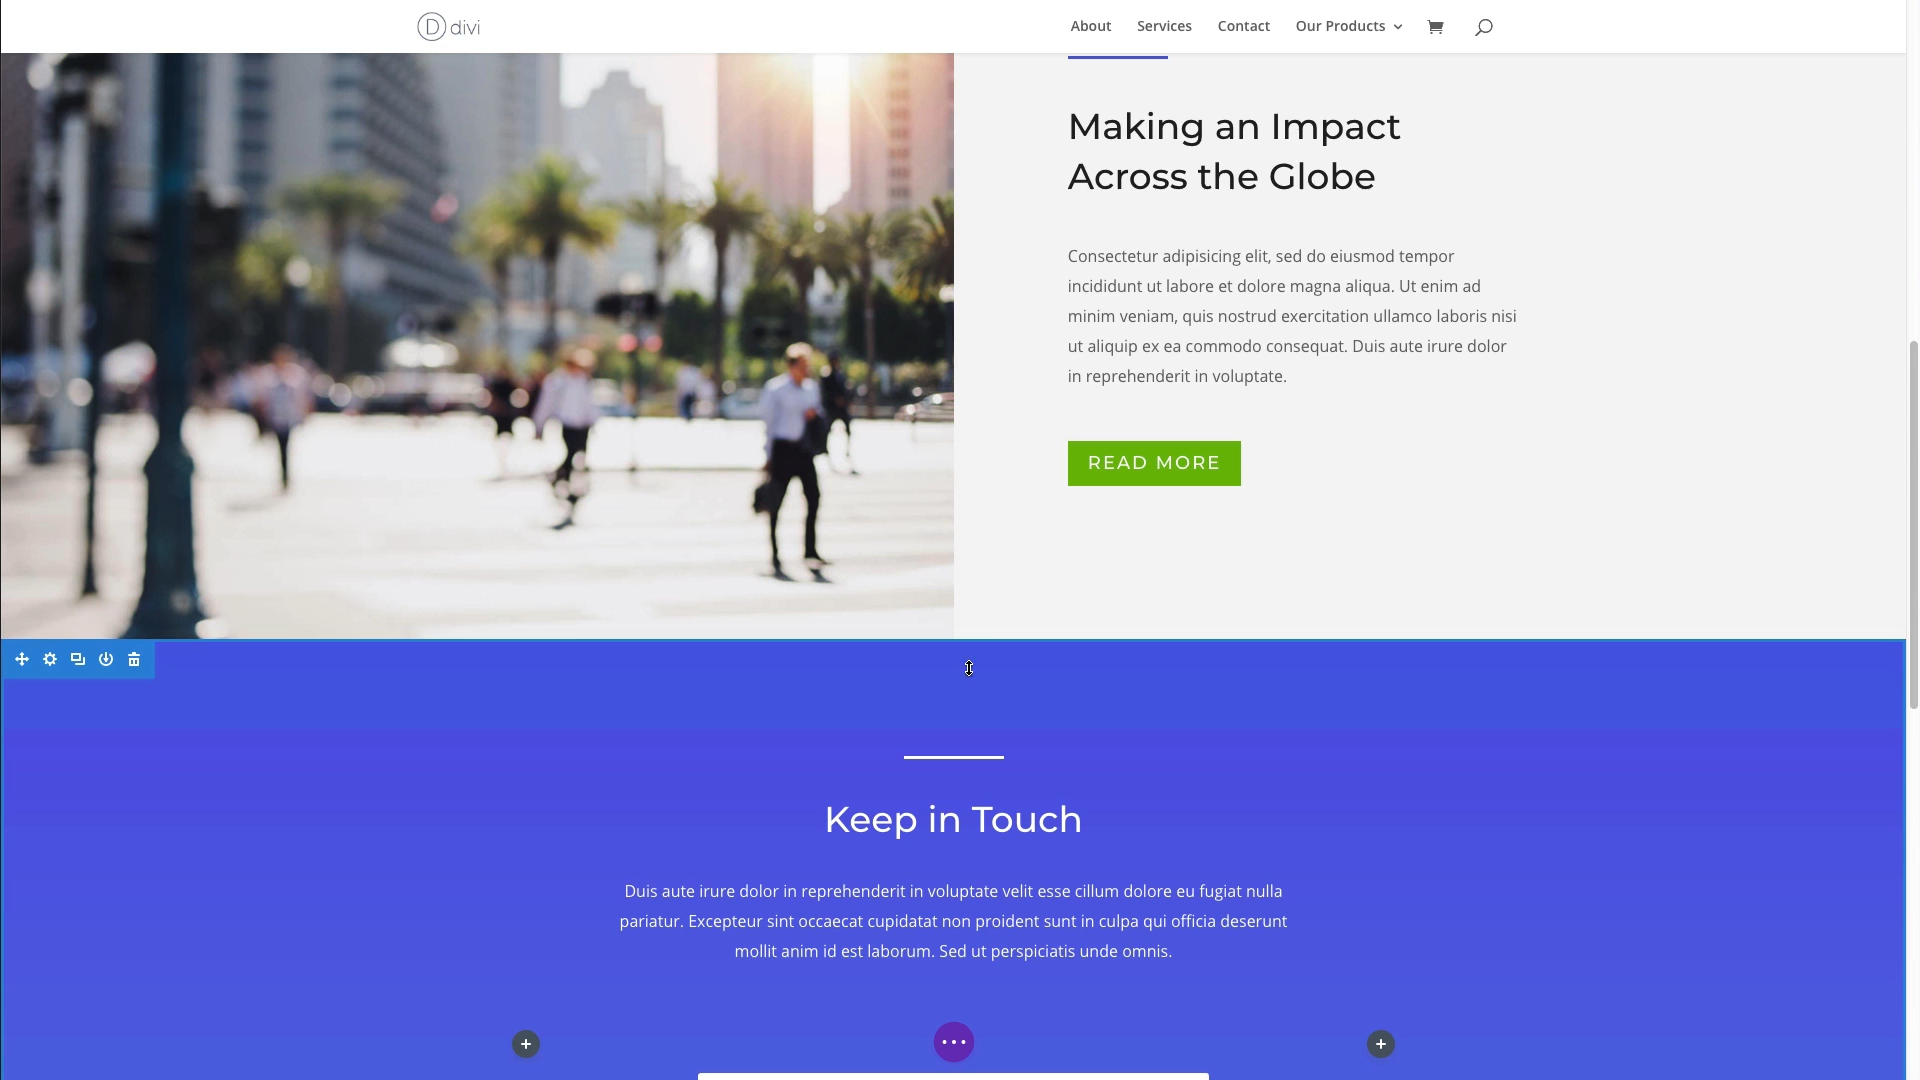 D divi
About Services Contact Our Products
Making an Impact
Across the Globe
Consectetur adipisicing elit, sed do eiusmod tempor
incididunt ut labore et dolore magna aliqua. Ut enim ad
minim veniam, quis nostrud exercitation ullamco laboris nisi
ut aliquip ex ea commodo consequat. Duis aute irure dolor
in reprehenderit in voluptate.
READ MORE
Keep in Touch
Duis aute irure dolor in reprehenderit in voluptate velit esse cillum dolore eu fugiat nulla
pariatur. Excepteur sint occaecat cupidatat non proident sunt in culpa qui officia deserunt
mollit anim id est laborum. Sed ut perspiciatis unde omnis.